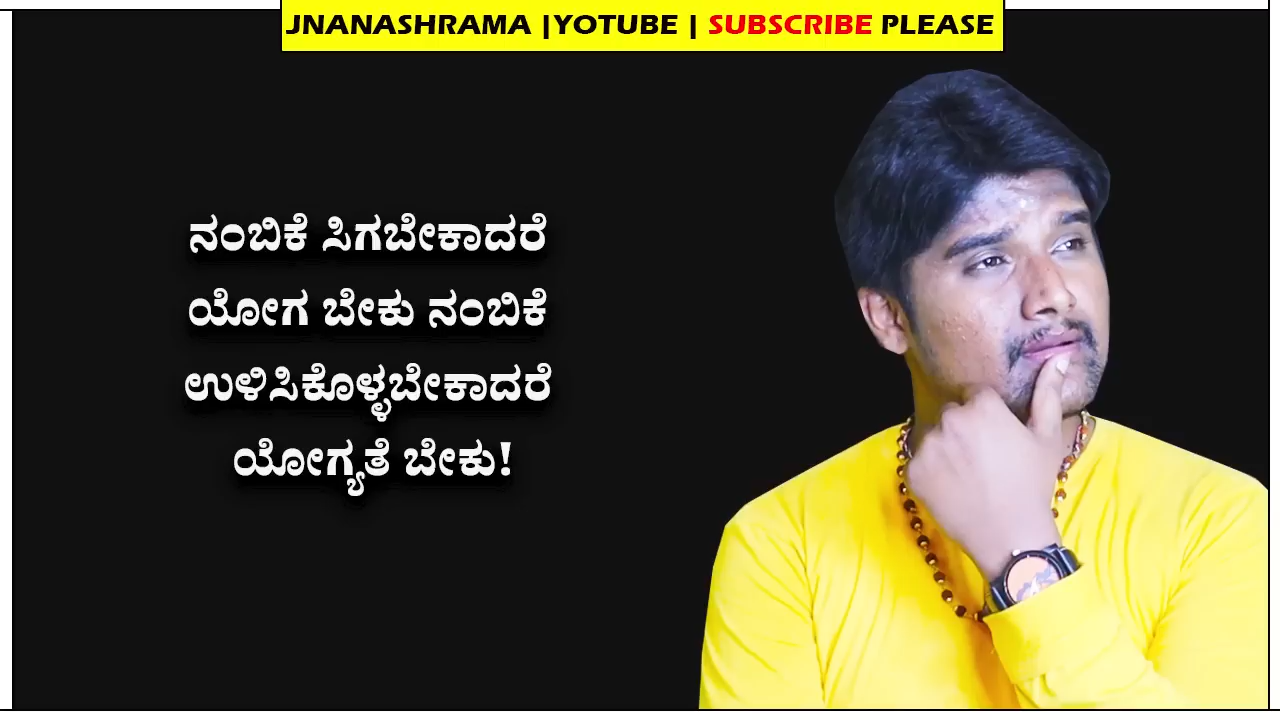 JNANASHRAMA |YOTUBE | SUBSCRIBE PLEASE
ನಂಬಿಕೆ ಸಿಗಬೇಕಾದರೆ
ಯೋಗ ಬೇಕು ನಂಬಿಕೆ
ಉಳಿಸಿಕೊಳ್ಳಬೇಕಾದರೆ
ಯೋಗ್ಯತೆ ಬೇಕು!